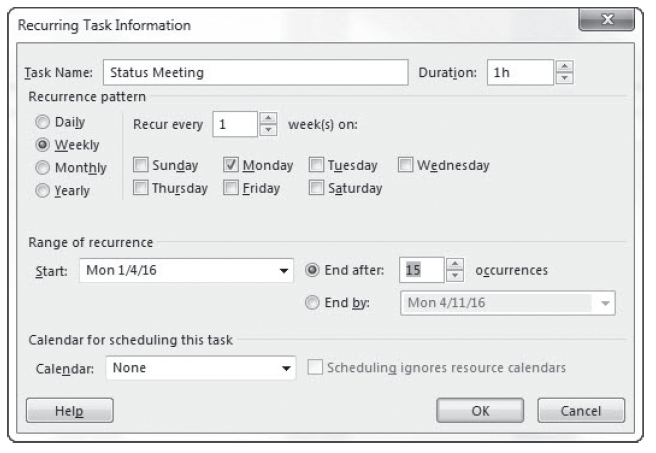 Recurring Task Information
x
Task Name: Status Meeting Duration: 1h
Recurrence pattern
Daily Recur every 1 week(s) on:
Weekly
Monthly Sunday Monday Tuesday Wednesday
Yearly Thursday Friday Saturday
Range of recurrence
Start: Mon 1/4/16 End after: 15 occurrences
End by: Mon 4/11/16
Calendar for scheduling this task
Calendar: None Scheduling ignores resource calendars
Help OK Cancel